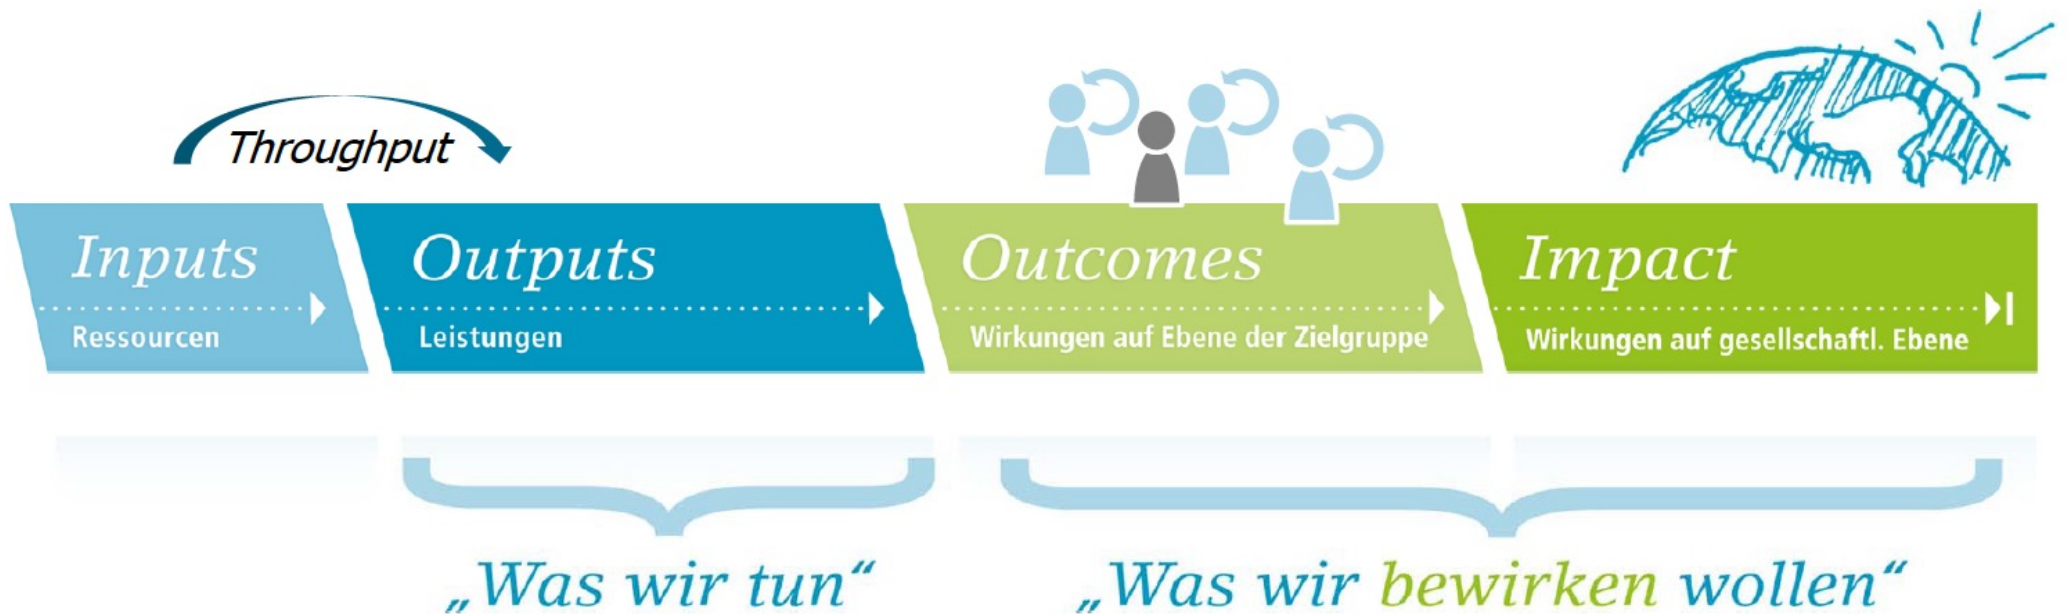 Throughput
Inputs
Ressourcen
Outputs
Leistungen
Outcomes
Wirkungen auf Ebene der Zielgruppe
Impact
Wirkungen auf gesellschaftl. Ebene
„Was wir tun“
„Was wir bewirken wollen“